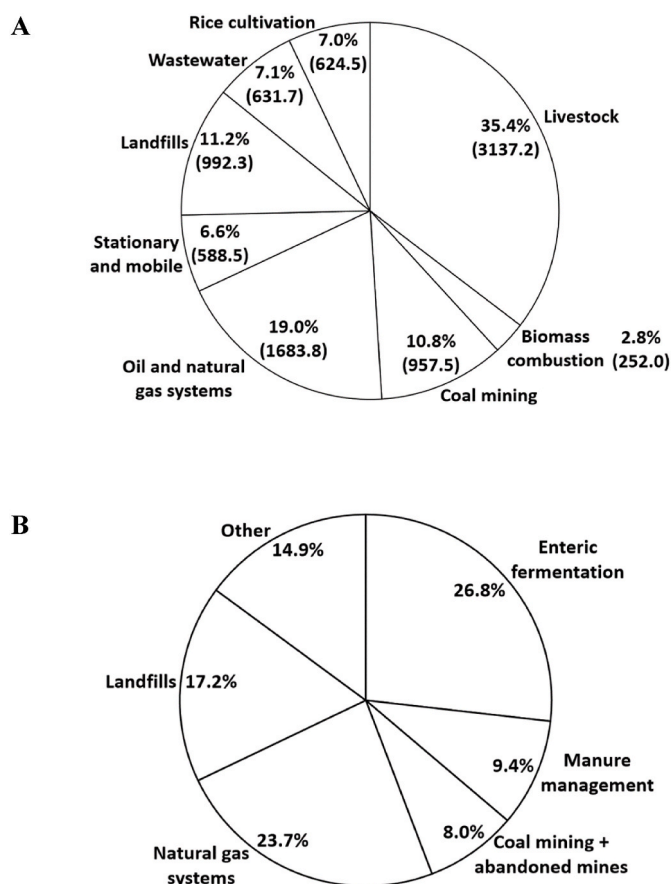 A
Rice cultivation
7.0%
(624.5)
Wastewater
7.1%
(631.7)
Livestock
35.4%
(3137.2)
Landfills
11.2%
(992.3)
Stationary
and mobile
6.6%
(588.5)
Oil and natural
gas systems
19.0%
(1683.8)
Coal mining
10.8%
(957.5)
Biomass
combustion
2.8%
(252.0)
B
Other
14.9%
Enteric
fermentation
26.8%
Landfills
17.2%
Manure
management
9.4%
Natural gas
systems
23.7%
Coal mining +
abandoned mines
8.0%